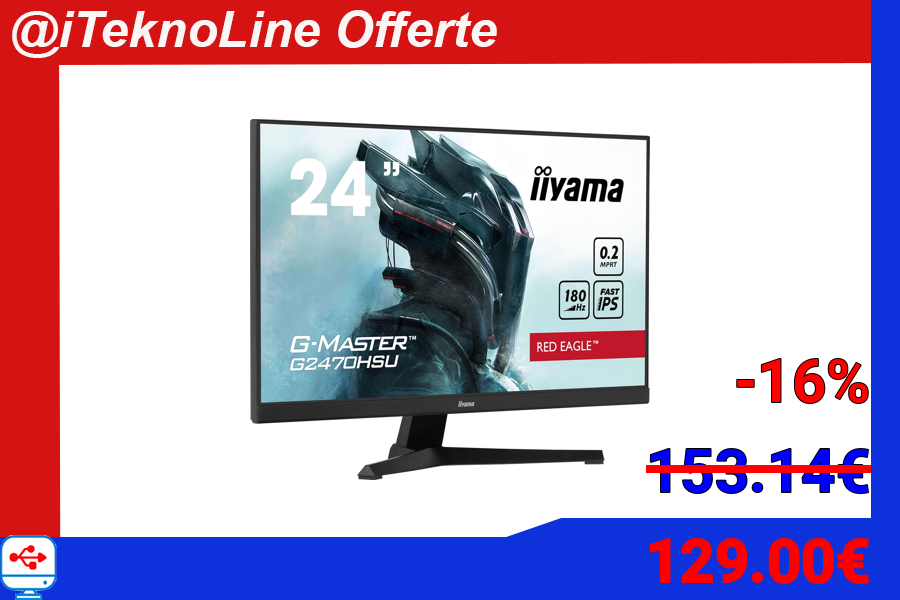 @iTeknoLine Offerte
24”
iiyama
0.2
MPRT
180
Hz
FAST
iPS
G-MASTER™
G2470HSU
RED EAGLE™
iiyama
-16%
153.14€
129.00€